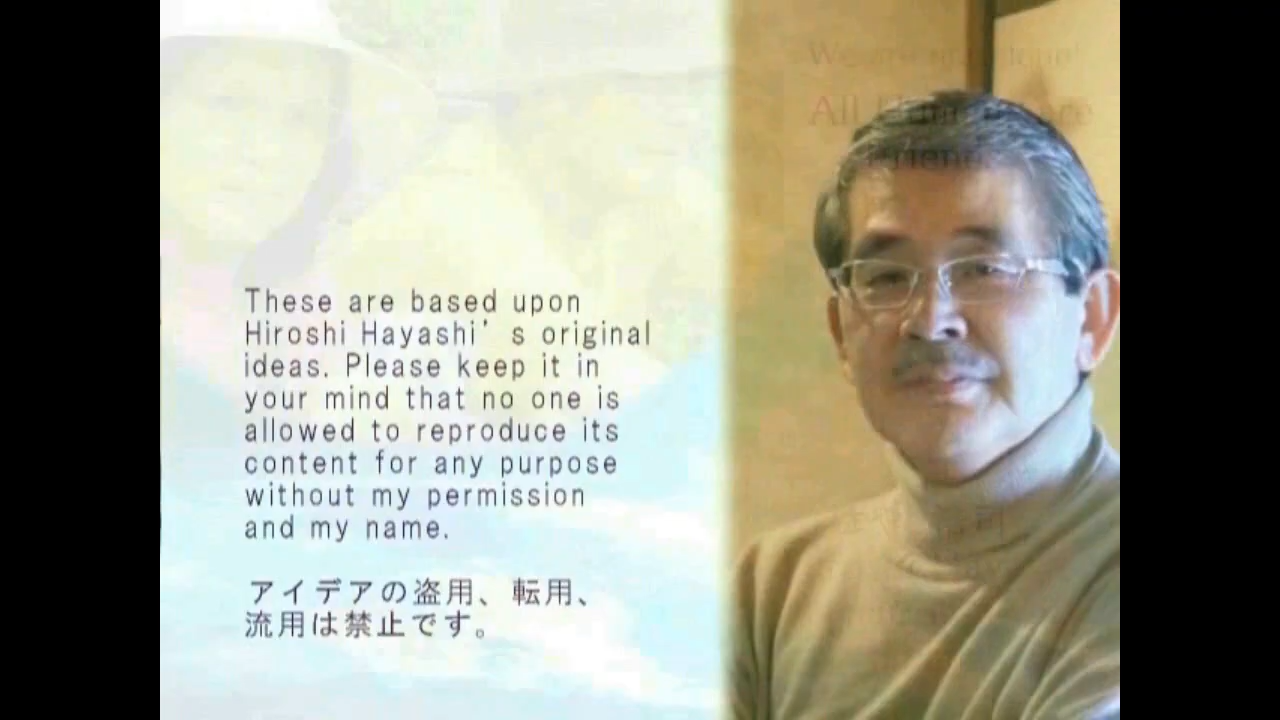 These are based upon
Hiroshi Hayashi's original
ideas. Please keep it in
your mind that no one is
allowed to reproduce its
content for any purpose
without my permission
and my name.
アイデアの盗用、転用、
流用は禁止です。
All